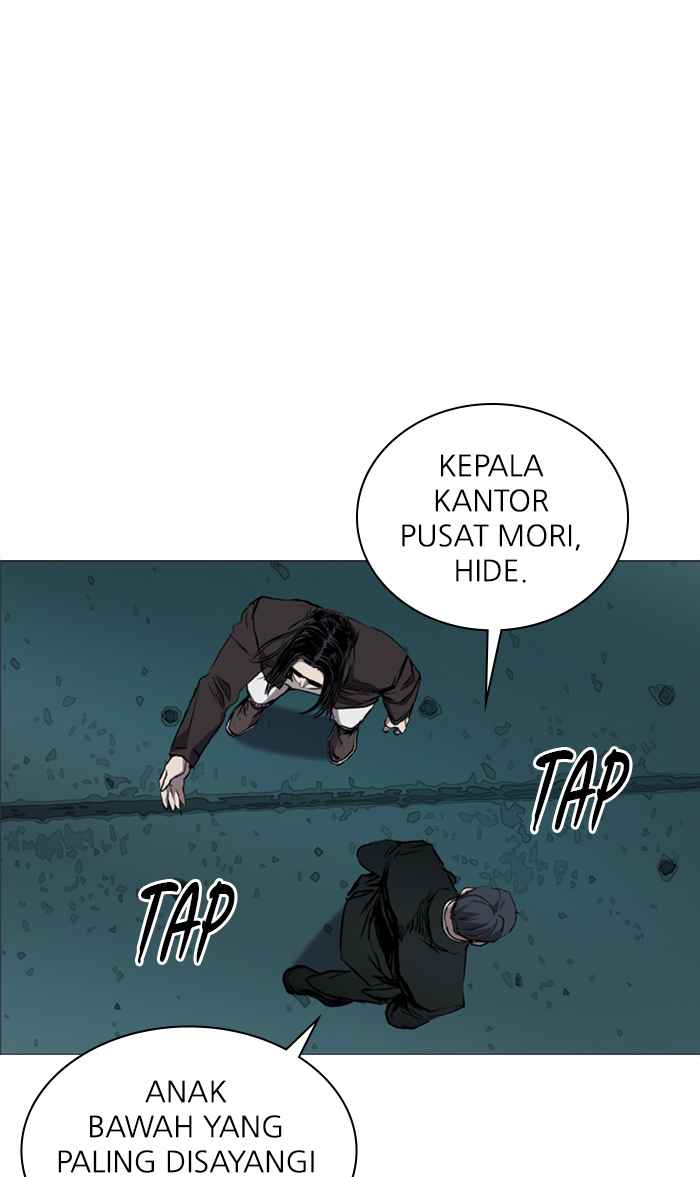 KEPALA
KANTOR
PUSAT MORI,
HIDE.
TAP
TAP
ANAK
BAWAH YANG
PALING DISAYANGI